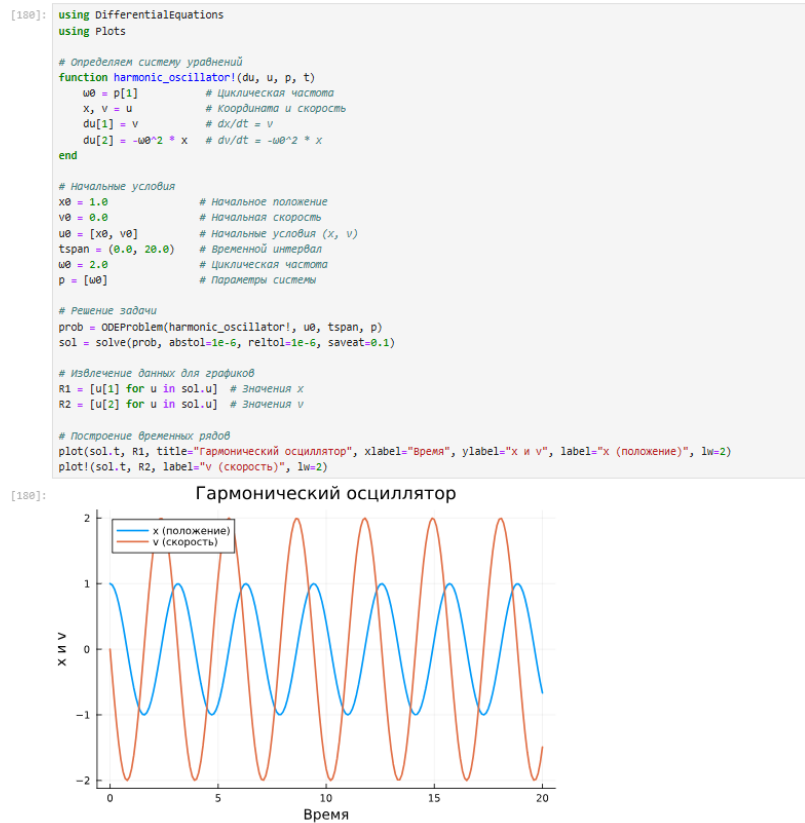 [180]: using DifferentialEquations
using Plots
# Определяем систему уравнений
function harmonic_oscillator!(du, u, p, t)
    ω0 = p[1]           # Циклическая частота
    x, v = u            # Координата и скорость
    du[1] = v           # dx/dt = v
    du[2] = -ω0^2 * x   # dv/dt = -ω0^2 * x
end
# Начальные условия
x0 = 1.0               # Начальное положение
v0 = 0.0               # Начальная скорость
u0 = [x0, v0]          # Начальные условия (x, v)
tspan = (0.0, 20.0)    # Временной интервал
ω0 = 2.0               # Циклическая частота
p = [ω0]               # Параметры системы
# Решение задачи
prob = ODEProblem(harmonic_oscillator!, u0, tspan, p)
sol = solve(prob, abstol=1e-6, reltol=1e-6, saveat=0.1)
# Извлечение данных для графиков
R1 = [u[1] for u in sol.u]  # Значения x
R2 = [u[2] for u in sol.u]  # Значения v
# Построение временных рядов
plot(sol.t, R1, title="Гармонический осциллятор", xlabel="Время", ylabel="x и v", label="x (положение)", lw=2)
plot!(sol.t, R2, label="v (скорость)", lw=2)
[180]:
Гармонический осциллятор
x (положение)
v (скорость)
2
1
0
−1
−2
x и v
0 5 10 15 20
Время